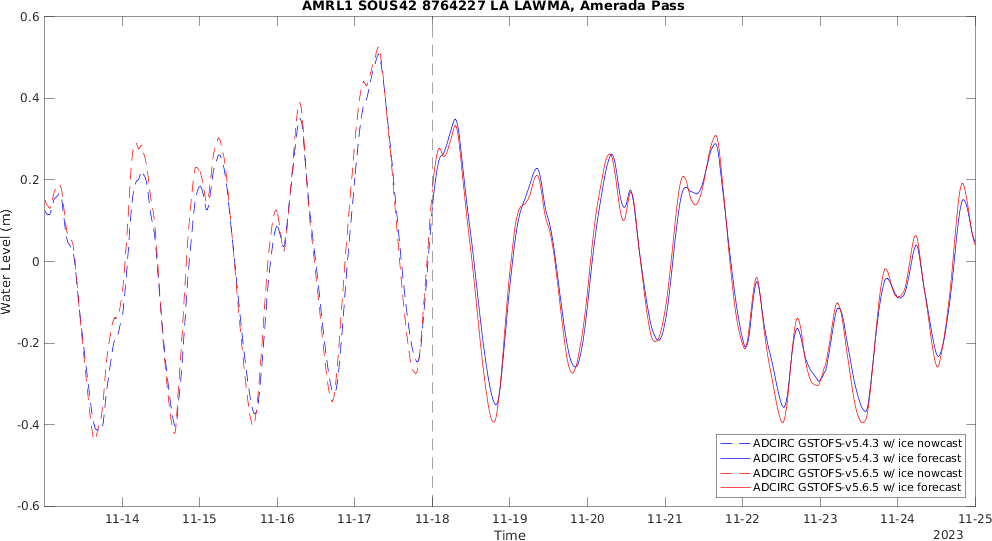 AMRL1 SOUS42 8764227 LA LAWMA, Amerada Pass
0.6
0.4
0.2
0
-0.2
-0.4
-0.6
Water Level (m)
11-14 11-15 11-16 11-17 11-18 11-19 11-20 11-21 11-22 11-23 11-24 11-25
Time
2023
ADCIRC GSTOFS-v5.4.3 w/ ice nowcast
ADCIRC GSTOFS-v5.4.3 w/ ice forecast
ADCIRC GSTOFS-v5.6.5 w/ ice nowcast
ADCIRC GSTOFS-v5.6.5 w/ ice forecast